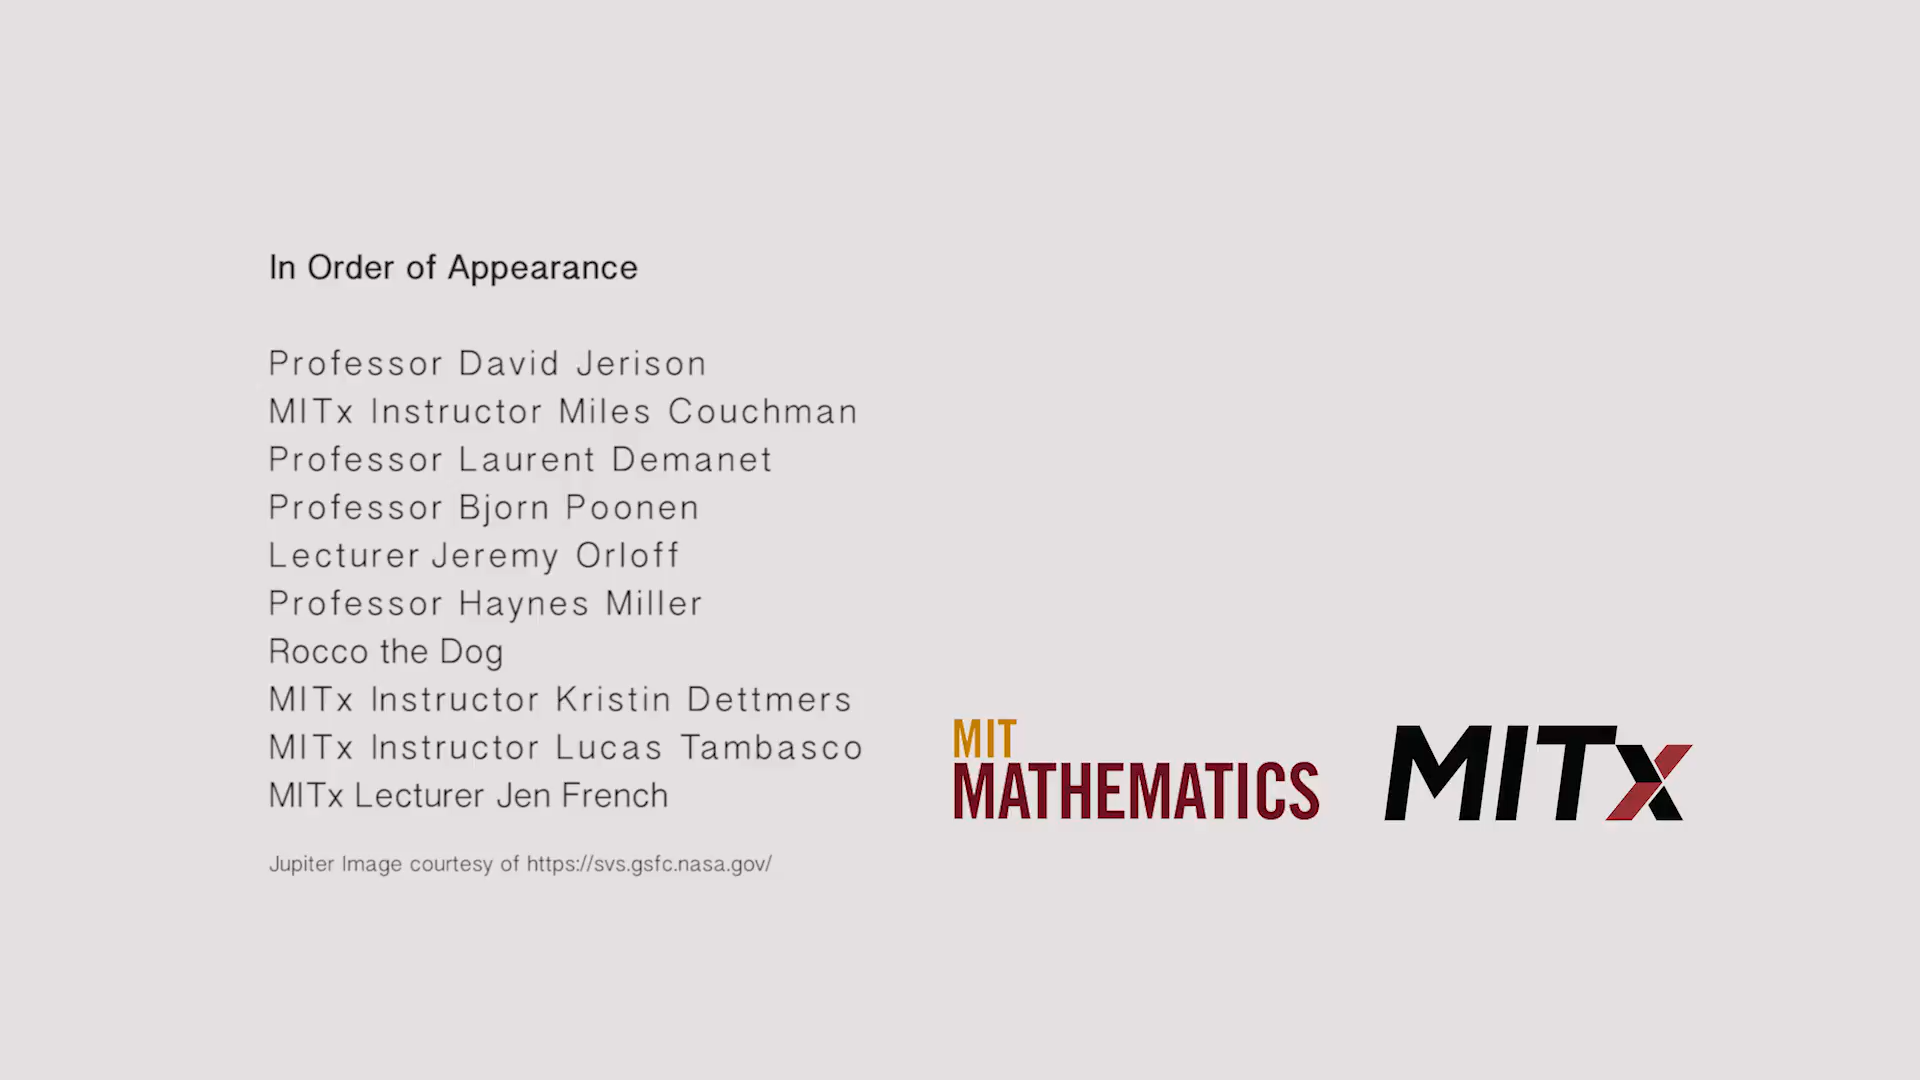 In Order of Appearance
Professor David Jerison
MITx Instructor Miles Couchman
Professor Laurent Demanet
Professor Bjorn Poonen
Lecturer Jeremy Orloff
Professor Haynes Miller
Rocco the Dog
MITx Instructor Kristin Dettmers
MITx Instructor Lucas Tambasco
MITx Lecturer Jen French
Jupiter Image courtesy of https://svs.gsfc.nasa.gov/
MIT
MATHEMATICS
MITx